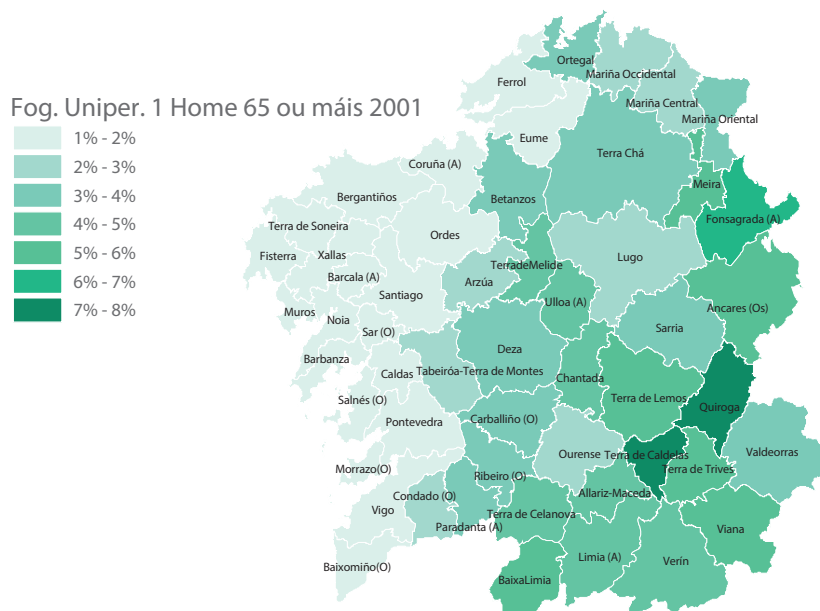 Fog. Uniper. 1 Home 65 ou máis 2001
1% - 2%
2% - 3%
3% - 4%
4% - 5%
5% - 6%
6% - 7%
7% - 8%
Ortegal
Mariña Occidental
Ferrol
Mariña Central
Mariña Oriental
Eume
Terra Chá
Coruña (A)
Meira
Bergantiños
Betanzos
Fonsagrada (A)
Terra de Soneira
Ordes
Fisterra
Xallas
Lugo
TerradeMelide
Barcala (A)
Arzúa
Santiago
Ulloa (A)
Ancares (Os)
Muros
Noia
Sar (O)
Sarria
Deza
Barbanza
Caldas
Tabeiróa-Terra de Montes
Chantada
Terra de Lemos
Salnés (O)
Quiroga
Pontevedra
Carballiño (O)
Ourense
Terra de Caldelas
Valdeorras
Morrazo(O)
Terra de Trives
Ribeiro (O)
Condado (O)
Allariz-Maceda
Vigo
Terra de Celanova
Paradanta (A)
Viana
Limia (A)
Verín
Baixomiño(O)
BaixaLimia